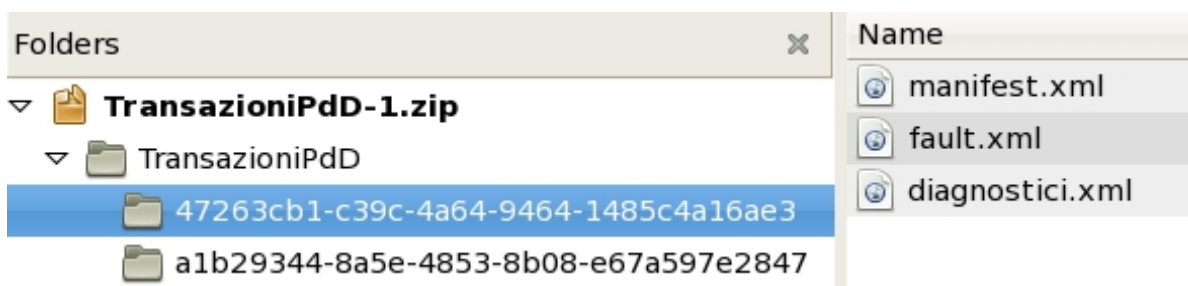 Folders
TransazioniPdD-1.zip
TransazioniPdD
47263cb1-c39c-4a64-9464-1485c4a16ae3
a1b29344-8a5e-4853-8b08-e67a597e2847
Name
manifest.xml
fault.xml
diagnostici.xml